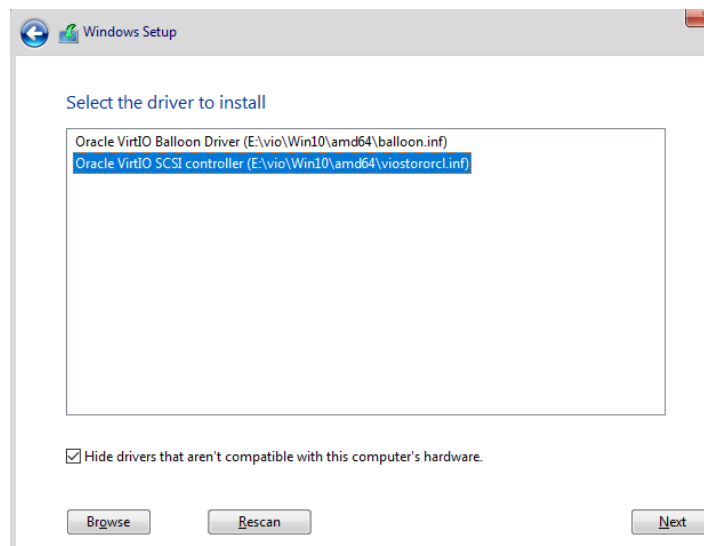 Windows Setup
Select the driver to install
Oracle VirtIO Balloon Driver (E:\vio\Win10\amd64\balloon.inf)
Oracle VirtIO SCSI controller (E:\vio\Win10\amd64\viostororcl.inf)
Hide drivers that aren't compatible with this computer's hardware.
Browse Rescan Next